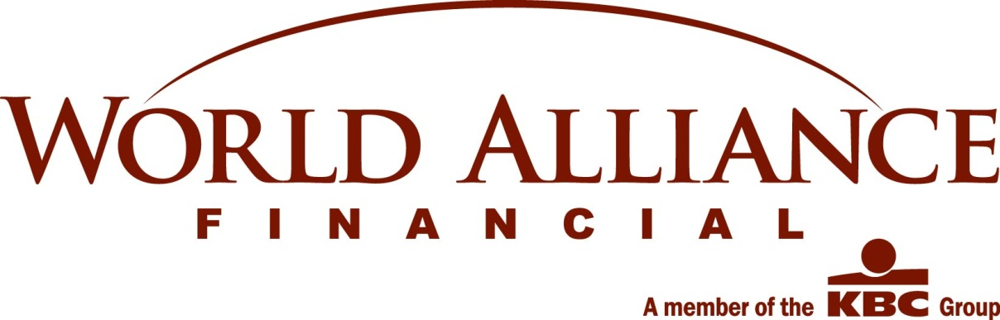 WORLD ALLIANCE
FINANCIAL
A member of the KBC Group